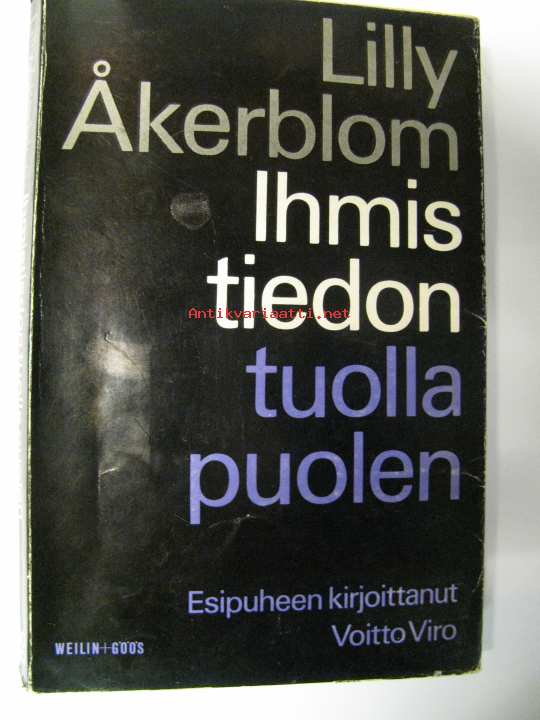 Lilly
Åkerblom
Ihmis
tiedon
Antikvariaatti.net
tuolla
puolen
Esipuheen kirjoittanut
Voitto Viro
WEILIN+GÖÖS